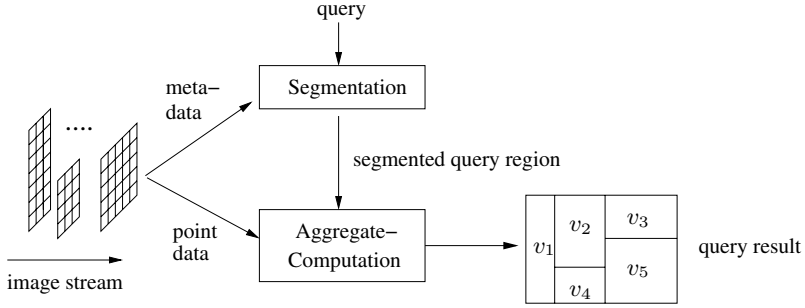 query
Segmentation
meta-
data
....
segmented query region
point
data
Aggregate-
Computation
image stream
v1
v2
v3
v4
v5
query result